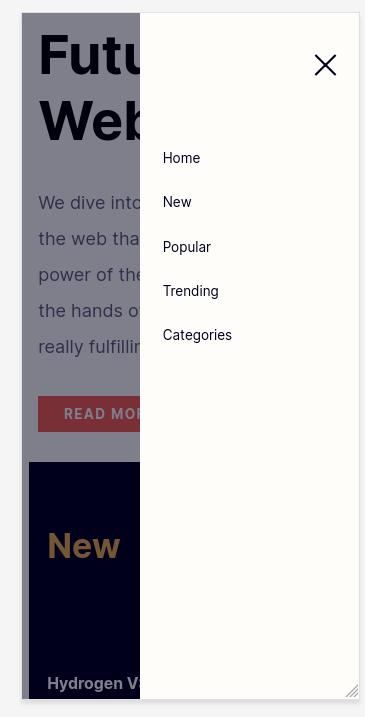 Futu
Web
We dive into
the web tha
power of the
the hands o
really fulfillin
READ MOR
New
Hydrogen V
Home
New
Popular
Trending
Categories